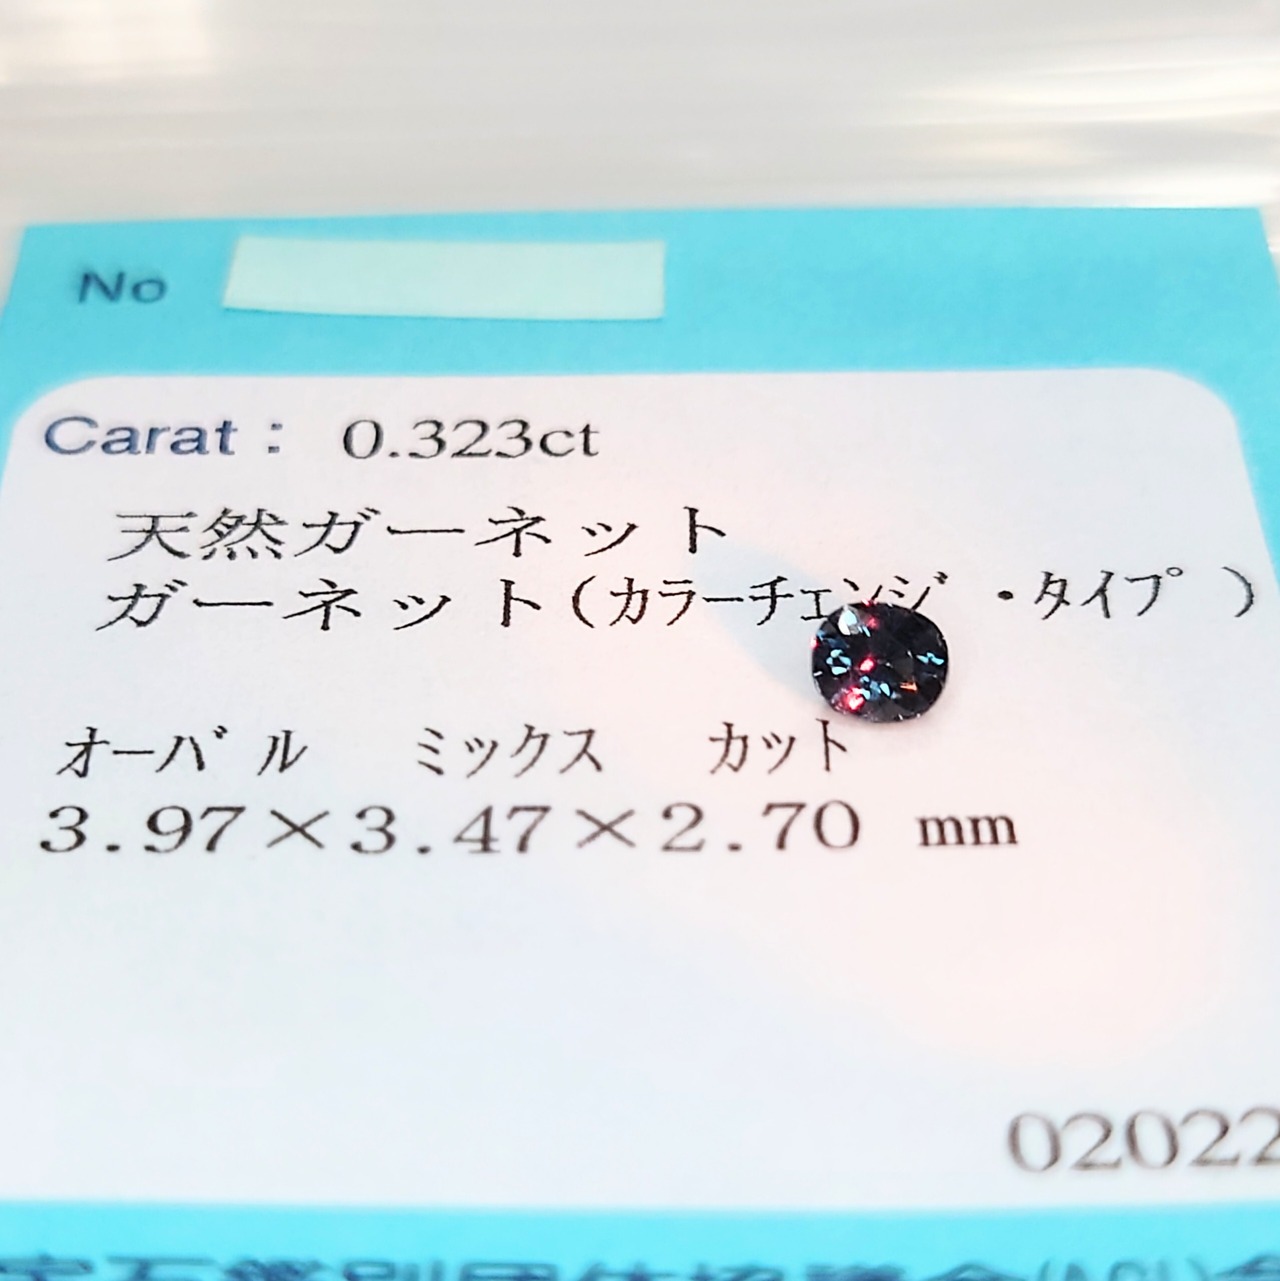 No
Carat : 0.323ct
天然ガーネット
ガーネット(カラーチェンジ・タイプ)
オーバル ミックス カット
3.97×3.47×2.70 mm
02022